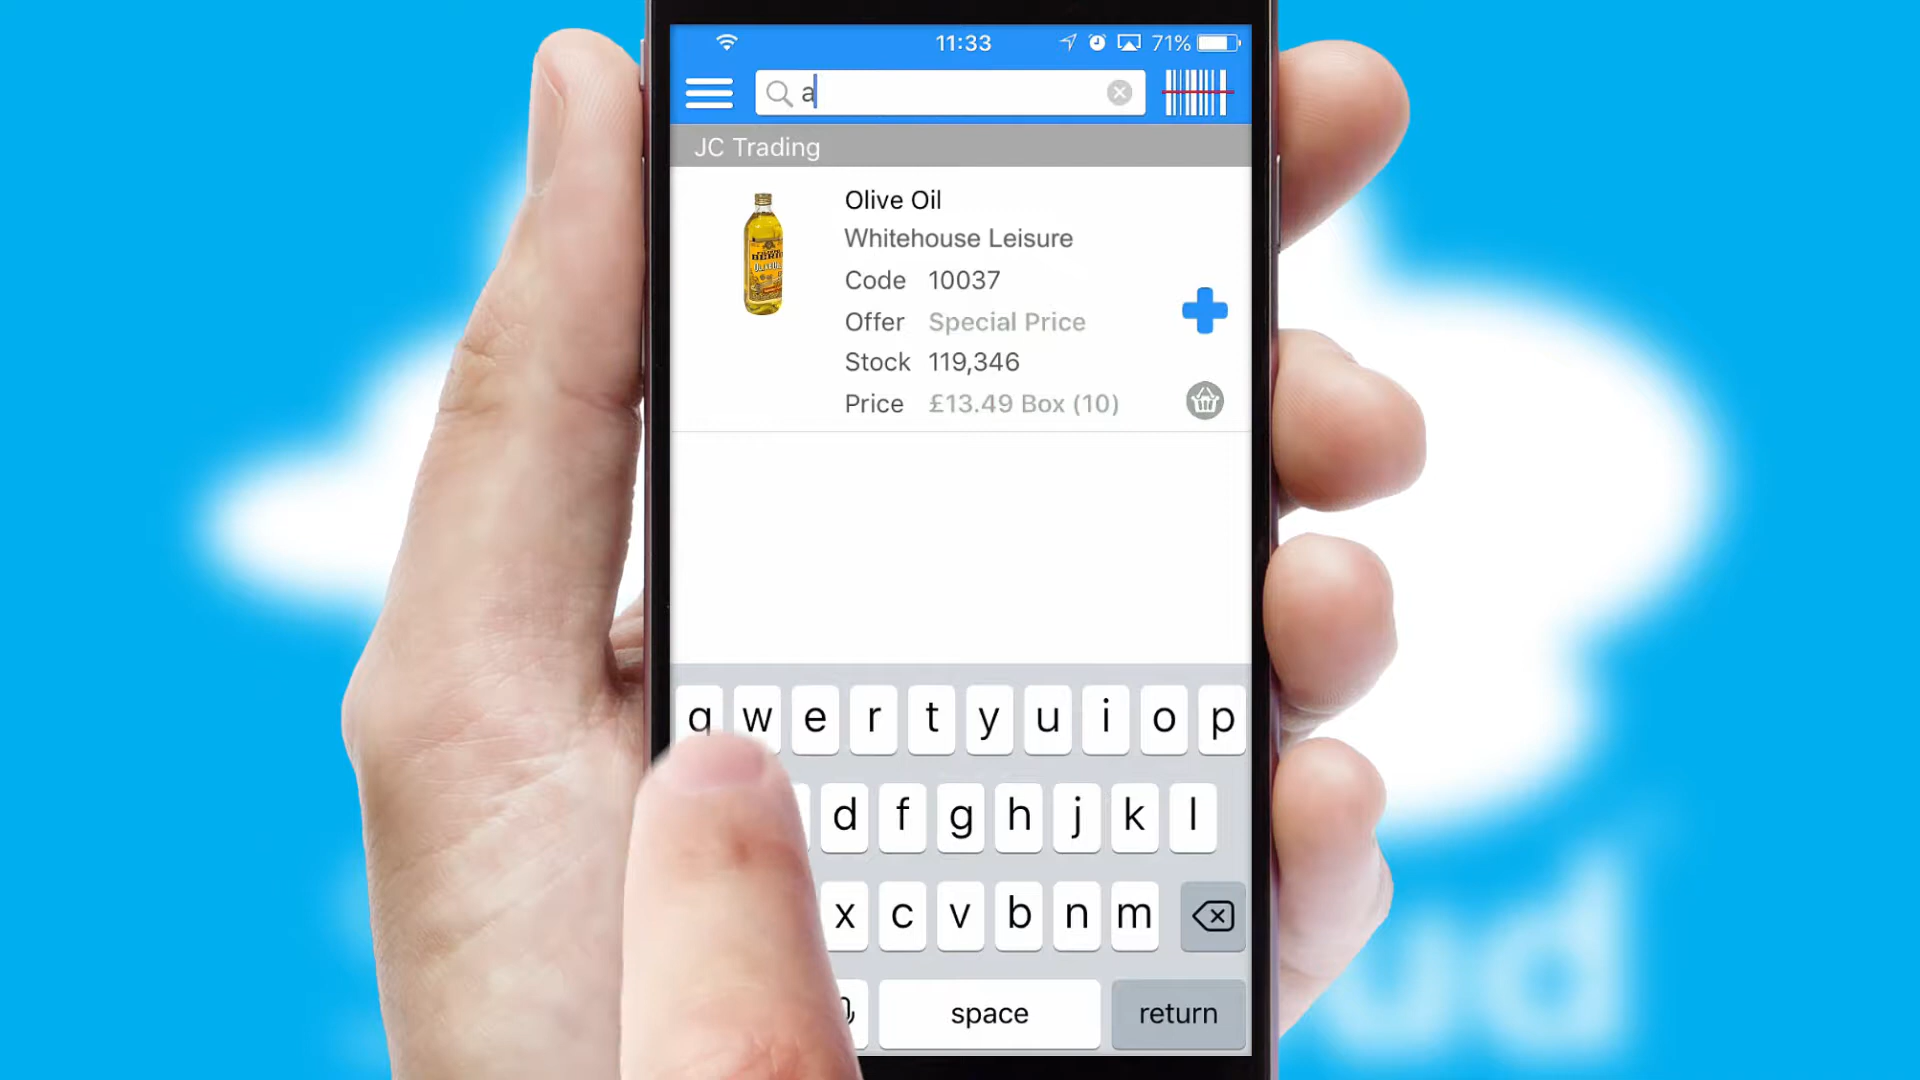 11:33
71%
a
JC Trading
Olive Oil
Whitehouse Leisure
Code 10037
Offer Special Price
Stock 119,346
Price £13.49 Box (10)
q w e r t y u i o p
d f g h j k l
x c v b n m
space return
ud